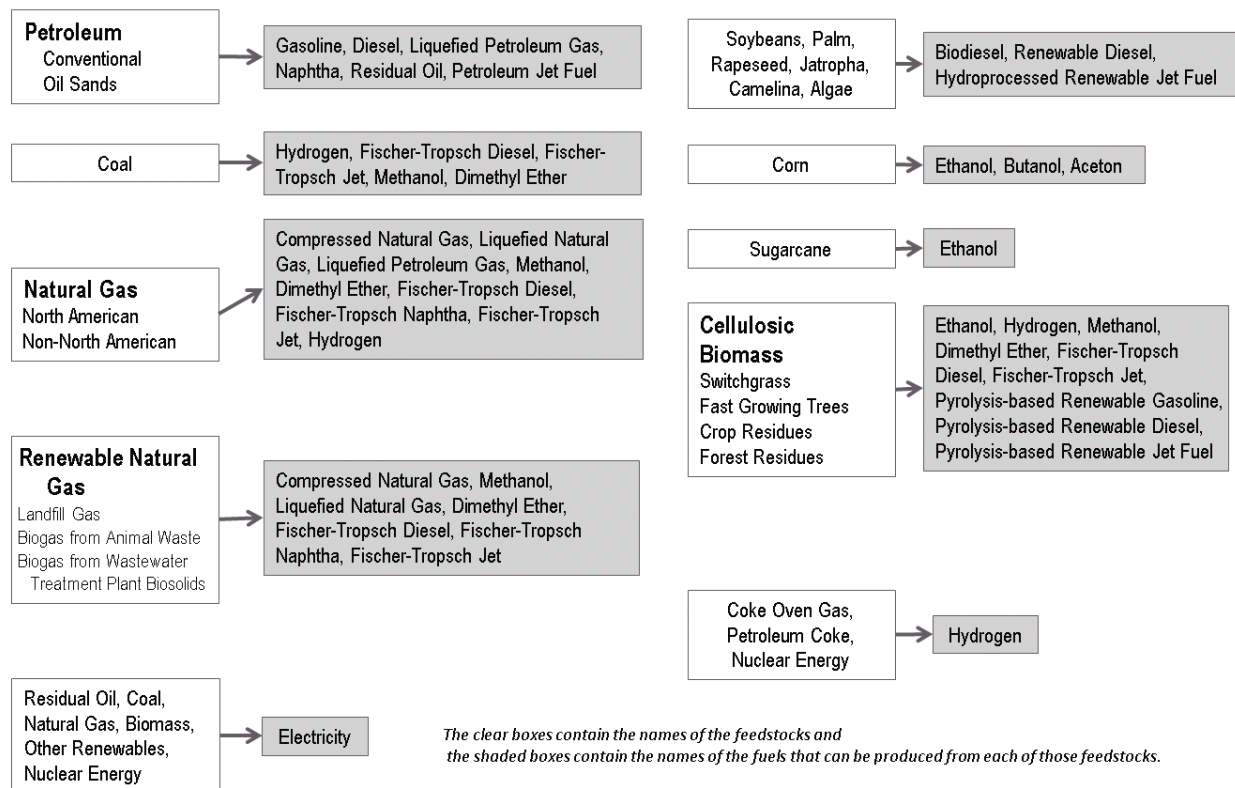 Petroleum
Conventional
Oil Sands
Gasoline, Diesel, Liquefied Petroleum Gas,
Naphtha, Residual Oil, Petroleum Jet Fuel
Coal
Hydrogen, Fischer-Tropsch Diesel, Fischer-
Tropsch Jet, Methanol, Dimethyl Ether
Natural Gas
North American
Non-North American
Compressed Natural Gas, Liquefied Natural
Gas, Liquefied Petroleum Gas, Methanol,
Dimethyl Ether, Fischer-Tropsch Diesel,
Fischer-Tropsch Naphtha, Fischer-Tropsch
Jet, Hydrogen
Renewable Natural
Gas
Landfill Gas
Biogas from Animal Waste
Biogas from Wastewater
Treatment Plant Biosolids
Compressed Natural Gas, Methanol,
Liquefied Natural Gas, Dimethyl Ether,
Fischer-Tropsch Diesel, Fischer-Tropsch
Naphtha, Fischer-Tropsch Jet
Residual Oil, Coal,
Natural Gas, Biomass,
Other Renewables,
Nuclear Energy
Electricity
Soybeans, Palm,
Rapeseed, Jatropha,
Camelina, Algae
Biodiesel, Renewable Diesel,
Hydroprocessed Renewable Jet Fuel
Corn
Ethanol, Butanol, Aceton
Sugarcane
Ethanol
Cellulosic
Biomass
Switchgrass
Fast Growing Trees
Crop Residues
Forest Residues
Ethanol, Hydrogen, Methanol,
Dimethyl Ether, Fischer-Tropsch
Diesel, Fischer-Tropsch Jet,
Pyrolysis-based Renewable Gasoline,
Pyrolysis-based Renewable Diesel,
Pyrolysis-based Renewable Jet Fuel
Coke Oven Gas,
Petroleum Coke,
Nuclear Energy
Hydrogen
The clear boxes contain the names of the feedstocks and
the shaded boxes contain the names of the fuels that can be produced from each of those feedstocks.